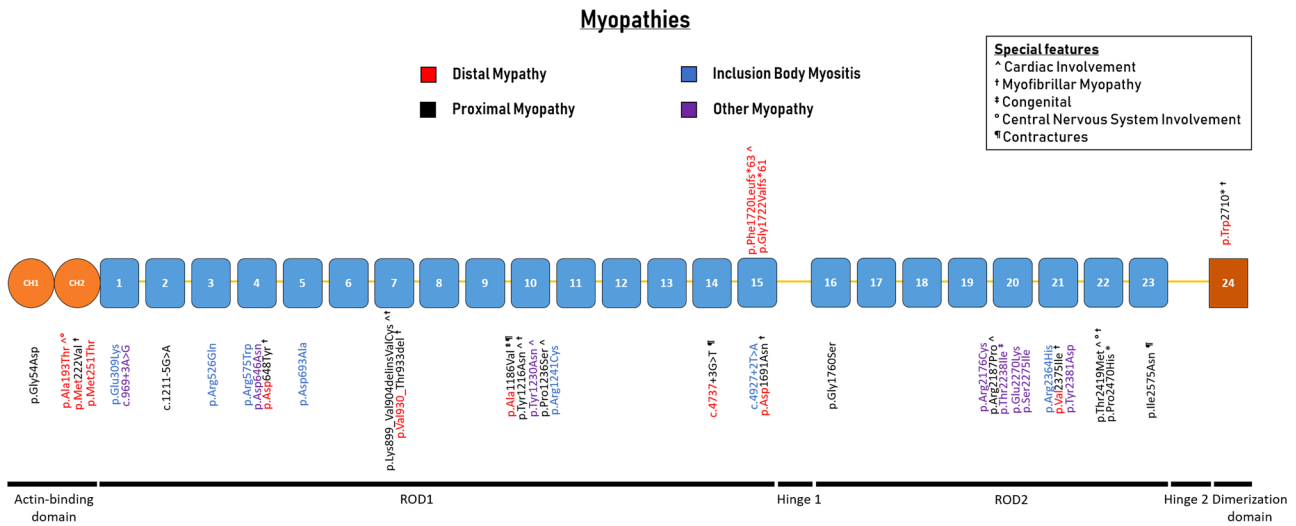 Myopathies
Distal Mypathy
Inclusion Body Myositis
Proximal Myopathy
Other Myopathy
Special features
^ Cardiac Involvement
† Myofibrillar Myopathy
‡ Congenital
° Central Nervous System Involvement
¶ Contractures
p.Phe1720Leufs*63 ^
p.Gly1722Valfs*61
p.Trp2710* †
CH1
CH2
1
2
3
4
5
6
7
8
9
10
11
12
13
14
15
16
17
18
19
20
21
22
23
24
p.Gly54Asp
p.Ala193Thr ^°
p.Met222Val †
p.Met251Thr
p.Glu309Lys
c.969+3A>G
c.1211-5G>A
p.Arg526Gln
p.Arg575Trp
p.Asp646Asn
p.Asp648Tyr †
p.Asp693Ala
p.Lys899_Val904delinsValCys ^†
p.Val930_Thr933del †
p.Ala1186Val ‡¶
p.Tyr1216Asn ^ †
p.Tyr1230Asn ^
p.Pro1236Ser ^
p.Arg1241Cys
c.4737+3G>T ¶
c.4927+2T>A
p.Asp1691Asn †
p.Gly1760Ser
p.Arg2176Cys
p.Arg2187Pro ^
p.Thr2238Ile ‡
p.Glu2270Lys
p.Ser2275Ile
p.Arg2364His
p.Val2375Ile †
p.Tyr2381Asp
p.Thr2419Met ^ ° †
p.Pro2470His *
p.Ile2575Asn ¶
Actin-binding
domain
ROD1
Hinge 1
ROD2
Hinge 2
Dimerization
domain